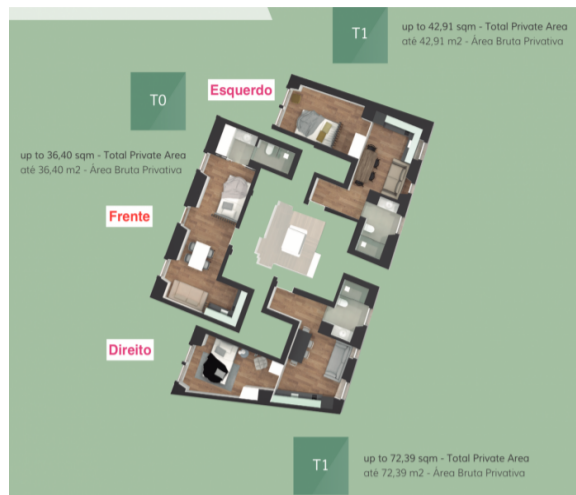 T1
up to 42,91 sqm - Total Private Area
até 42,91 m2 - Área Bruta Privativa
T0
Esquerdo
up to 36,40 sqm - Total Private Area
até 36,40 m2 - Área Bruta Privativa
Frente
Direito
T1
up to 72,39 sqm - Total Private Area
até 72,39 m2 - Área Bruta Privativa